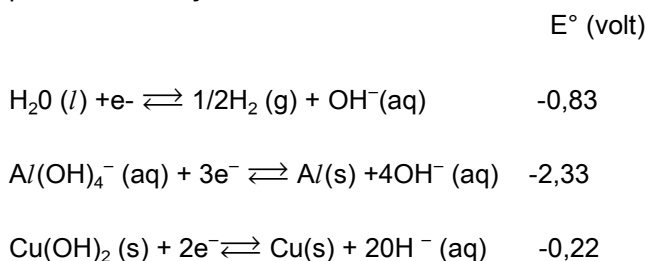 E° (volt)
H₂0 (l) +e- ⇄ 1/2H₂ (g) + OH⁻(aq) -0,83
Al(OH)₄⁻ (aq) + 3e⁻ ⇄ Al(s) +4OH⁻ (aq) -2,33
Cu(OH)₂ (s) + 2e⁻⇄ Cu(s) + 20H ⁻ (aq) -0,22